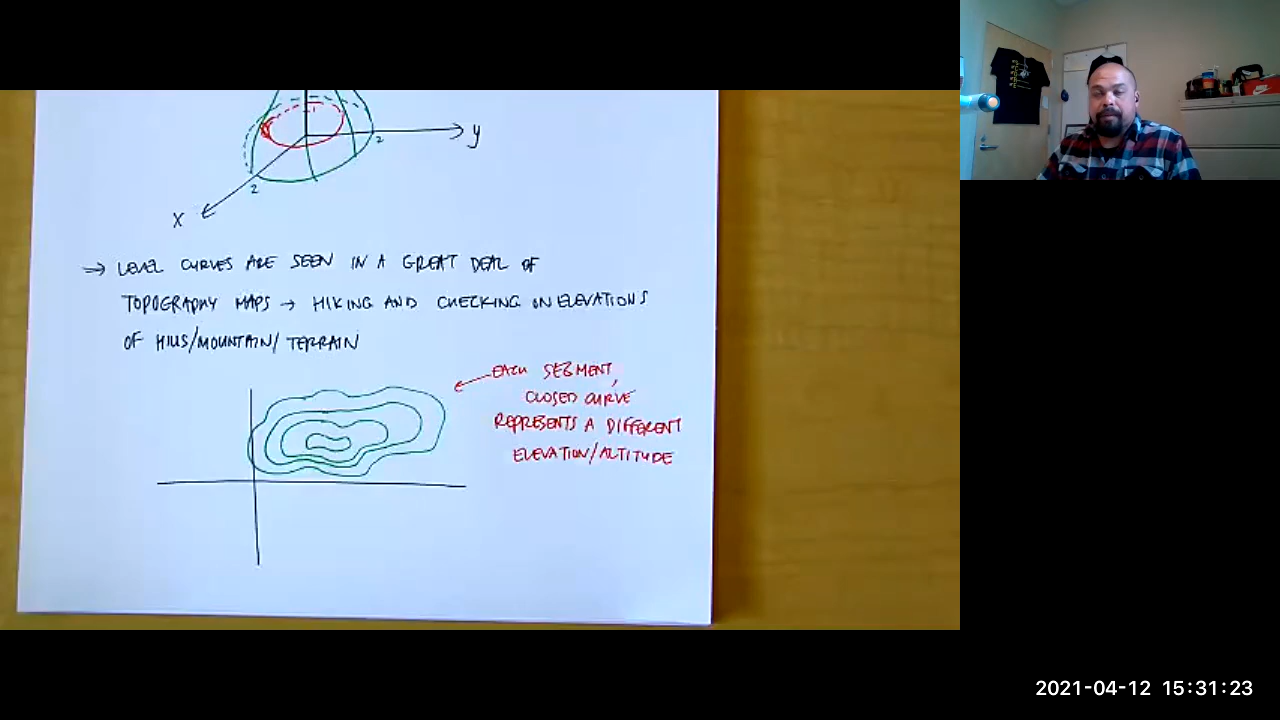 y
2
2
x
⇒ LEVEL CURVES ARE SEEN IN A GREAT DEAL OF
TOPOGRAPHY MAPS → HIKING AND CHECKING ON ELEVATIONS
OF HILLS/MOUNTAIN/TERRAIN
EACH SEGMENT,
CLOSED CURVE
REPRESENTS A DIFFERENT
ELEVATION/ALTITUDE
2021-04-12 15:31:23